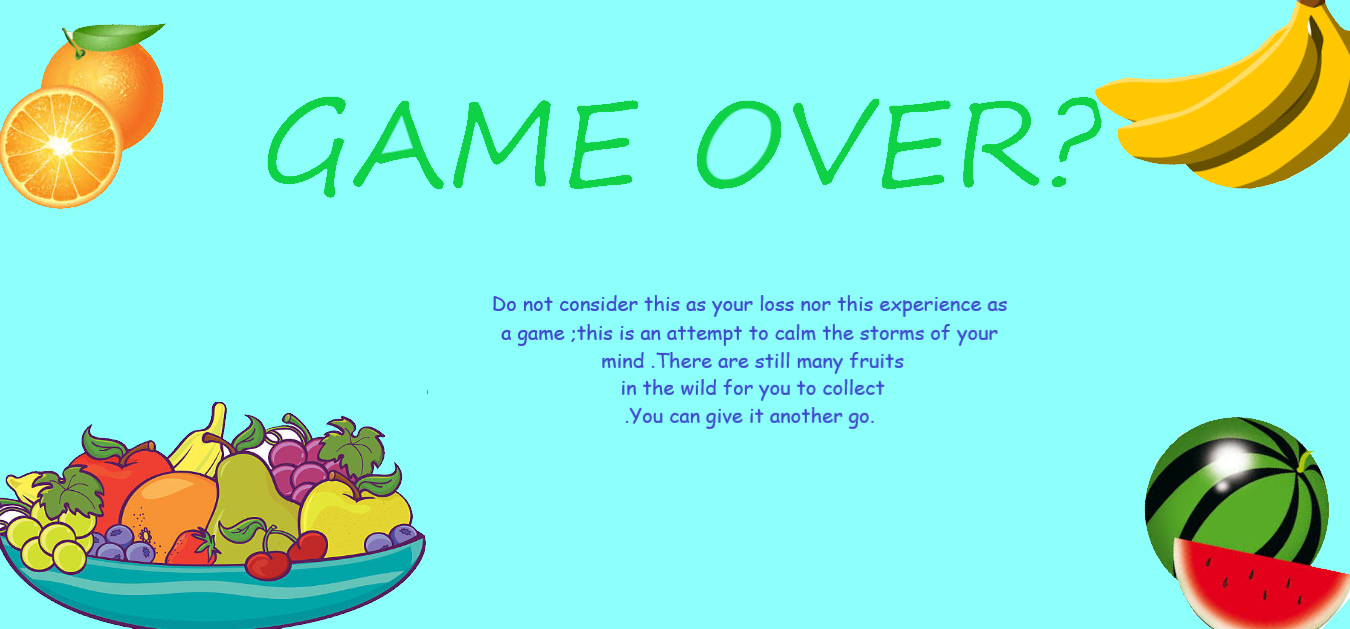 GAME OVER?
Do not consider this as your loss nor this experience as
a game ;this is an attempt to calm the storms of your
mind .There are still many fruits
in the wild for you to collect
.You can give it another go.